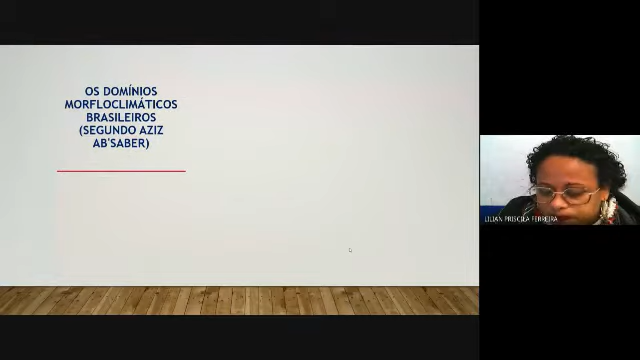 OS DOMÍNIOS
MORFLOCLIMÁTICOS
BRASILEIROS
(SEGUNDO AZIZ
AB'SABER)
LILIAN PRISCILA FERREIRA